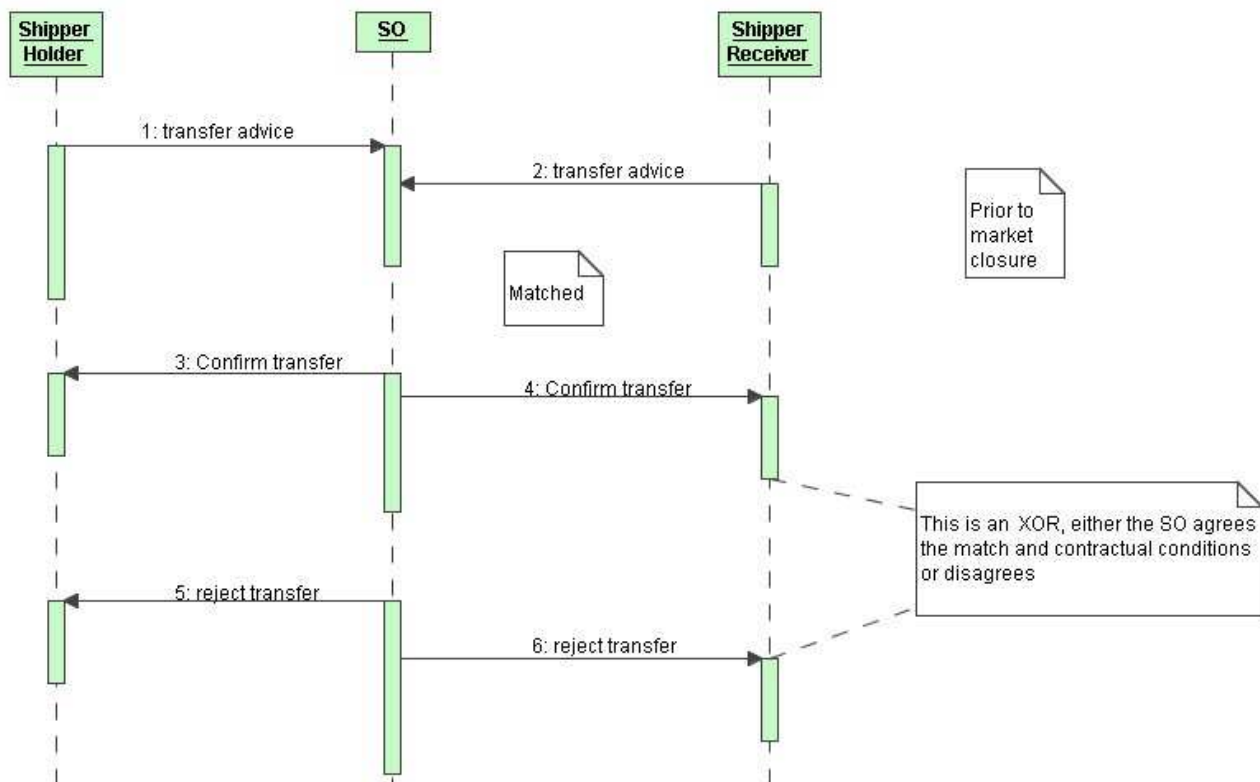 Shipper
Holder
SO
Shipper
Receiver
1: transfer advice
2: transfer advice
Prior to
market
closure
Matched
3: Confirm transfer
4: Confirm transfer
This is an XOR, either the SO agrees
the match and contractual conditions
or disagrees
5: reject transfer
6: reject transfer